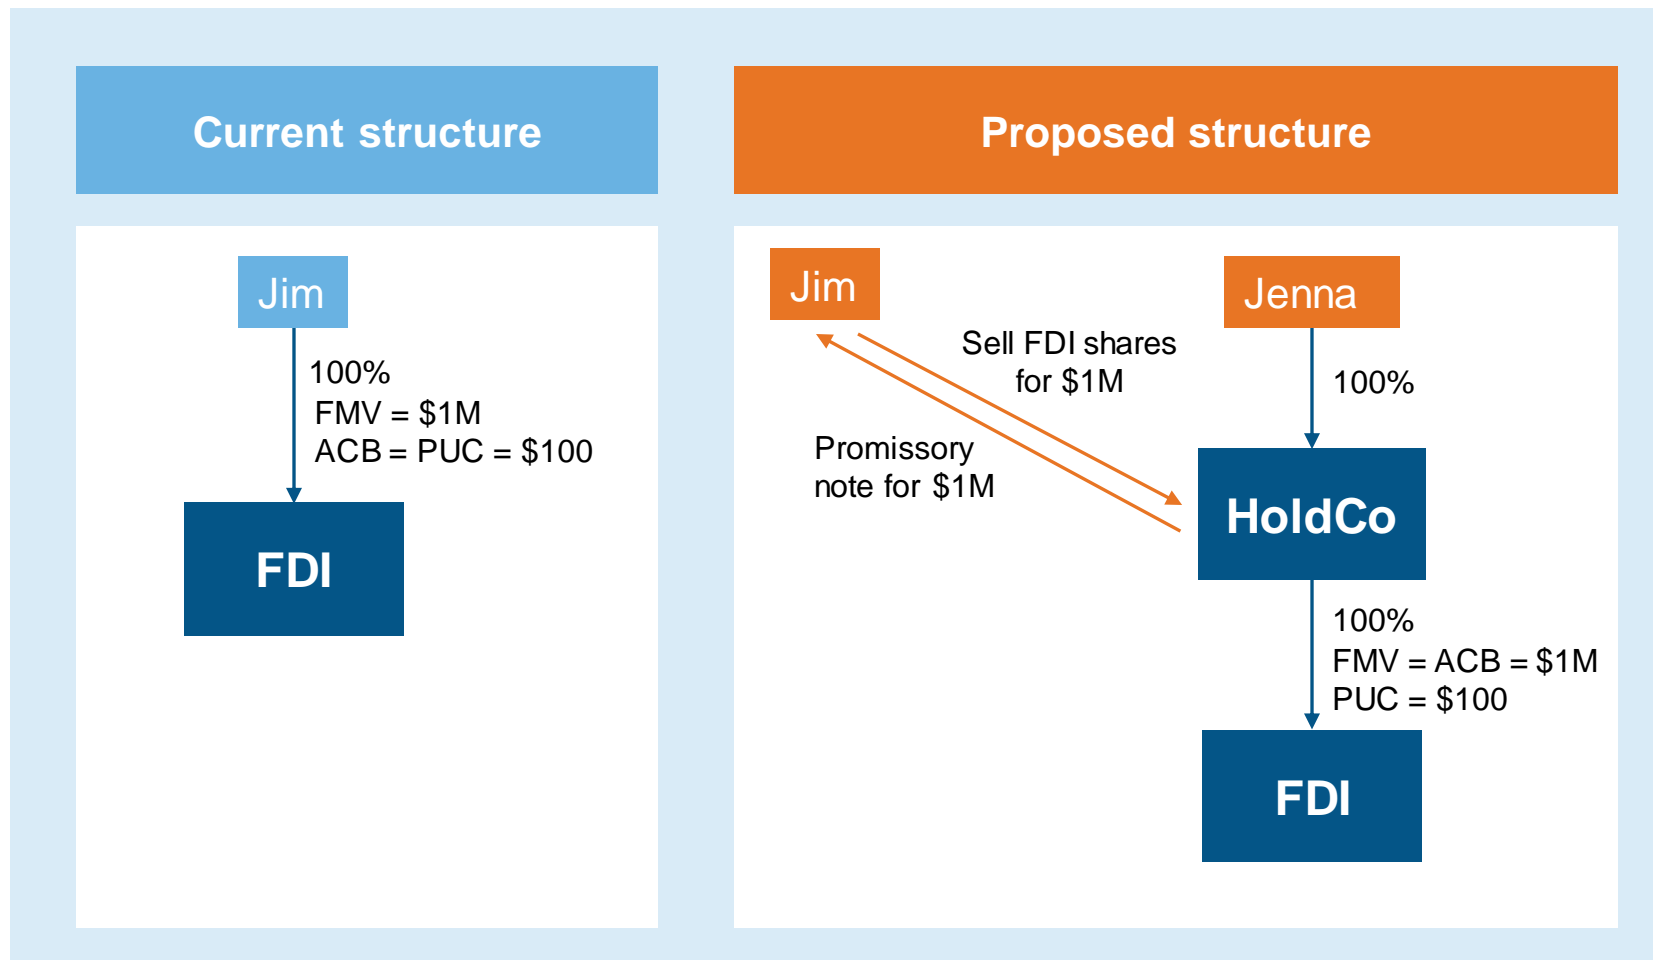 Current structure
Proposed structure
Jim
100%
FMV = $1M
ACB = PUC = $100
FDI
Jim
Jenna
Sell FDI shares
for $1M
100%
Promissory
note for $1M
HoldCo
100%
FMV = ACB = $1M
PUC = $100
FDI